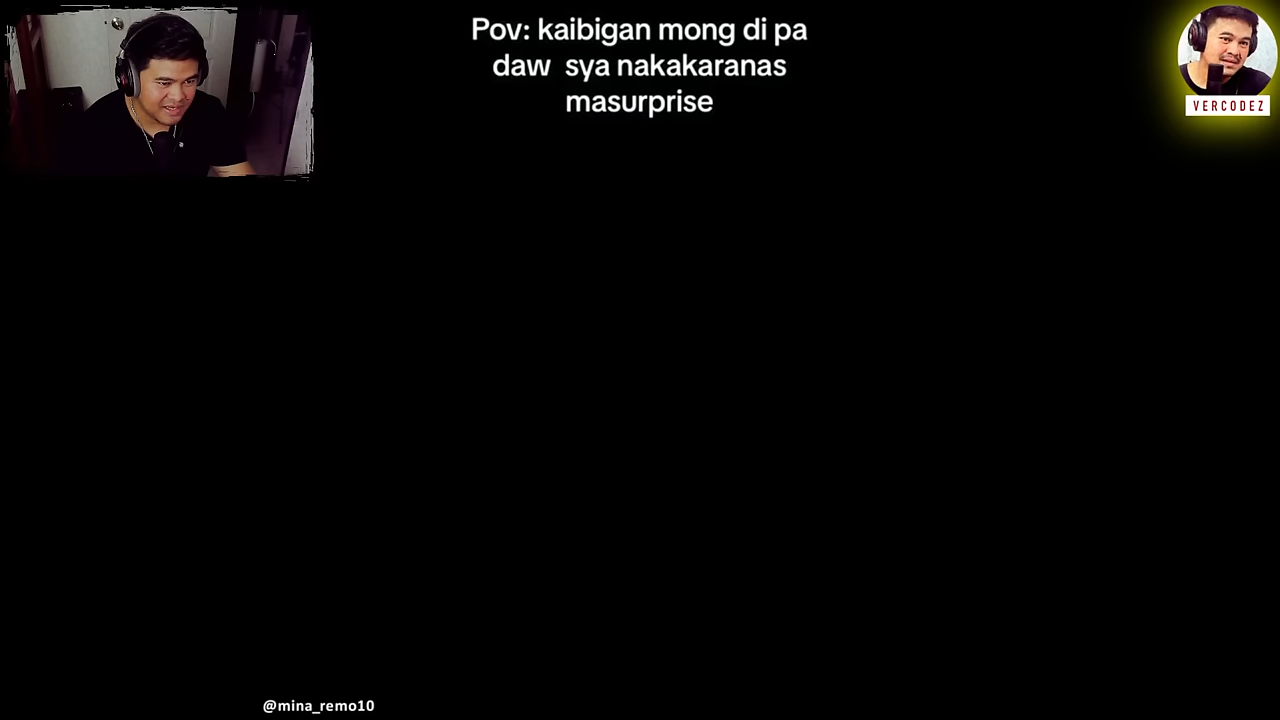 Pov: kaibigan mong di pa
daw sya nakakaranas
masurprise
VERCODEZ
@mina_remo10